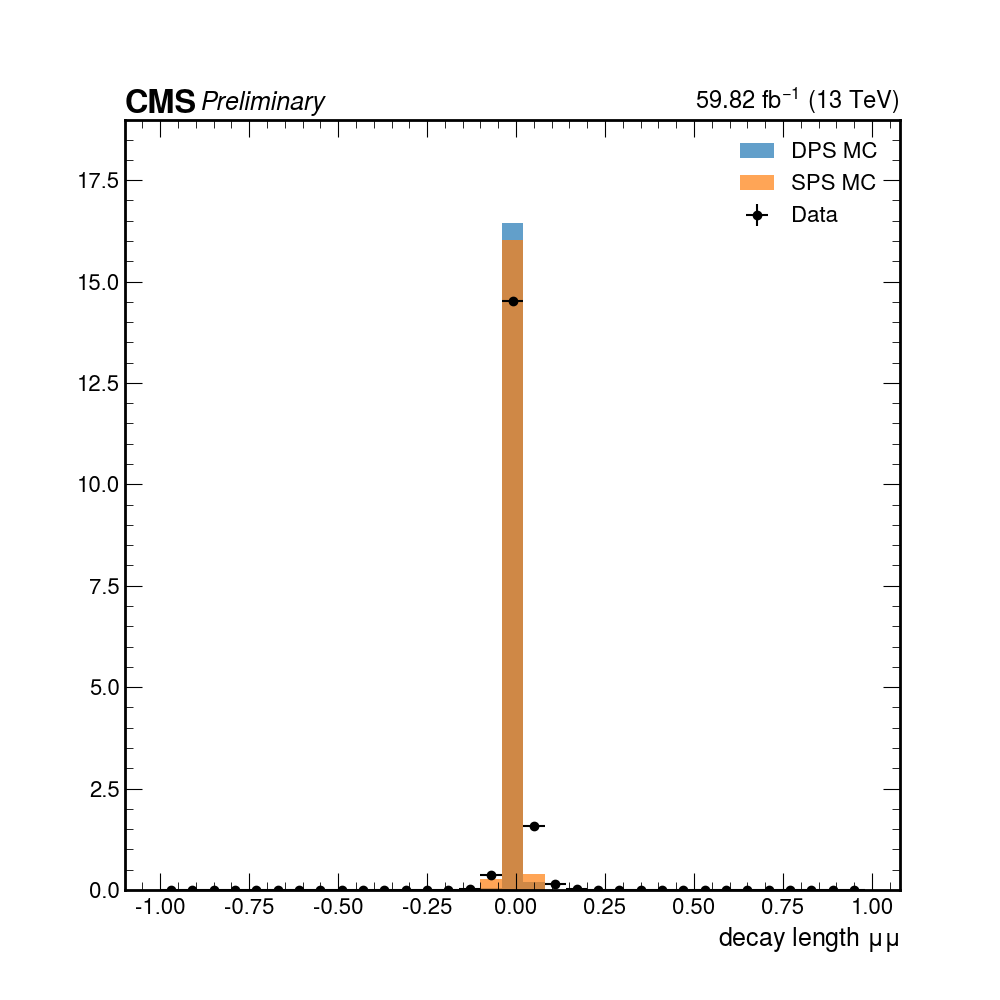 CMS Preliminary
59.82 fb⁻¹ (13 TeV)
DPS MC
SPS MC
Data
17.5
15.0
12.5
10.0
7.5
5.0
2.5
0.0
-1.00 -0.75 -0.50 -0.25 0.00 0.25 0.50 0.75 1.00
decay length μμ